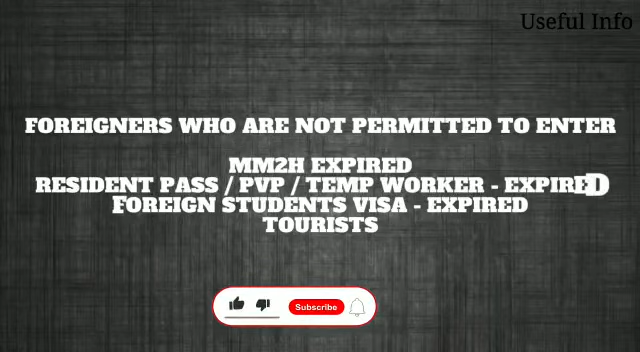 Useful Info
FOREIGNERS WHO ARE NOT PERMITTED TO ENTER
MM2H EXPIRED
RESIDENT PASS / PVP / TEMP WORKER - EXPIRED
FOREIGN STUDENTS VISA - EXPIRED
TOURISTS
Subscribe